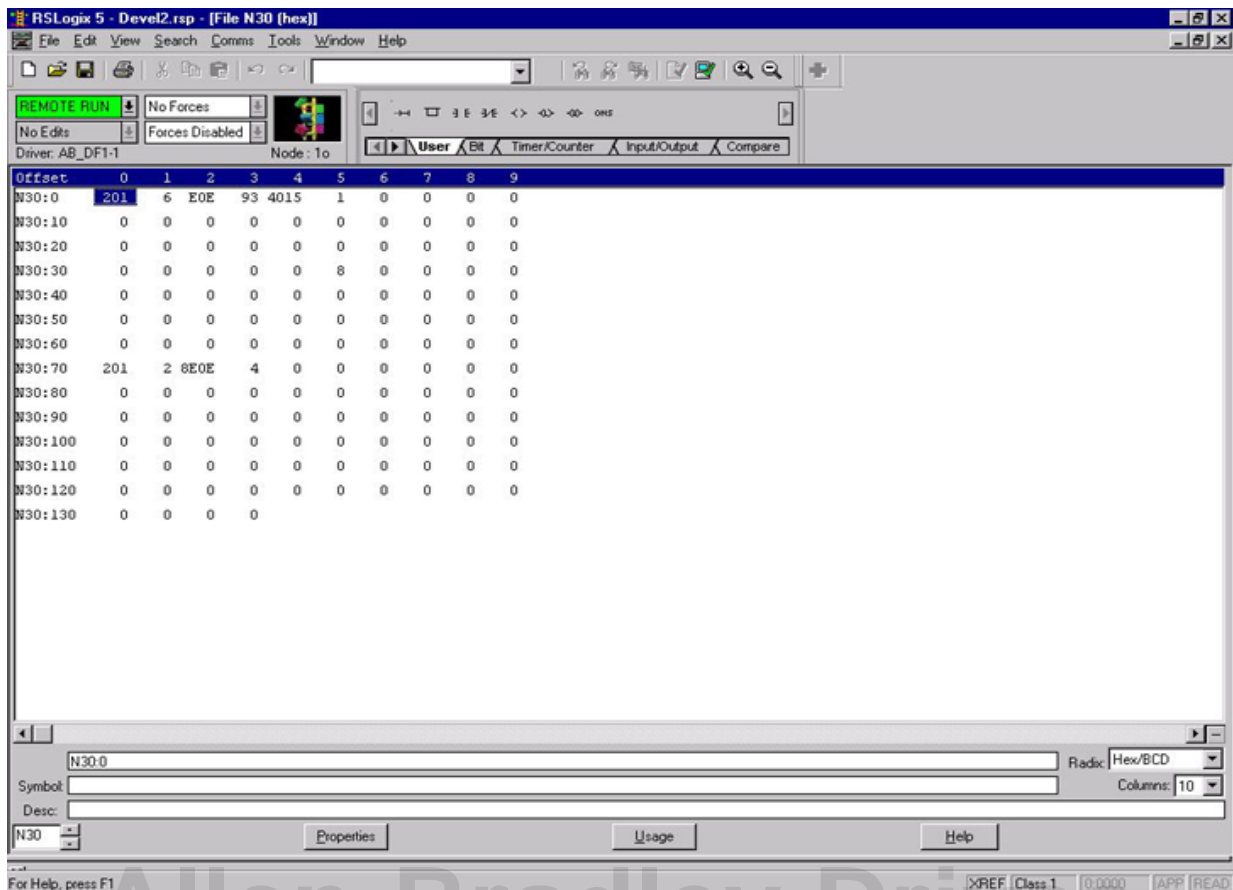 RSLogix 5 - Devel2.rsp - [File N30 (hex)]
File Edit View Search Comms Tools Window Help
REMOTE RUN No Forces
No Edits Forces Disabled
Driver: AB_DF1-1 Node : 1o
User Bit Timer/Counter Input/Output Compare
Offset 0 1 2 3 4 5 6 7 8 9
N30:0 201 6 E0E 93 4015 1 0 0 0 0
N30:10 0 0 0 0 0 0 0 0 0 0
N30:20 0 0 0 0 0 0 0 0 0 0
N30:30 0 0 0 0 0 8 0 0 0 0
N30:40 0 0 0 0 0 0 0 0 0 0
N30:50 0 0 0 0 0 0 0 0 0 0
N30:60 0 0 0 0 0 0 0 0 0 0
N30:70 201 2 8E0E 4 0 0 0 0 0 0
N30:80 0 0 0 0 0 0 0 0 0 0
N30:90 0 0 0 0 0 0 0 0 0 0
N30:100 0 0 0 0 0 0 0 0 0 0
N30:110 0 0 0 0 0 0 0 0 0 0
N30:120 0 0 0 0 0 0 0 0 0 0
N30:130 0 0 0 0
N30:0 Radix: Hex/BCD
Symbol: Columns: 10
Desc:
N30 Properties Usage Help
For Help, press F1 XREF Class 1 0:0000 APP READ